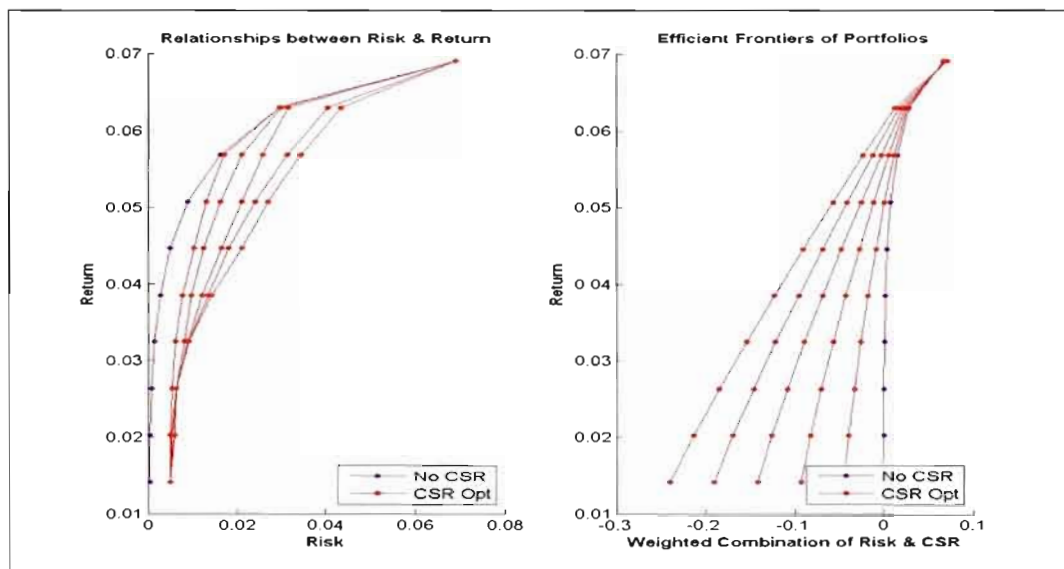 Relationships between Risk & Return
0.07
0.06
0.05
0.04
0.03
0.02
0.01
Return
0
0.02
0.04
0.06
0.08
Risk
No CSR
CSR Opt
Efficient Frontiers of Portfolios
0.07
0.06
0.05
0.04
0.03
0.02
0.01
Return
-0.3
-0.2
-0.1
0
0.1
Weighted Combination of Risk & CSR
No CSR
CSR Opt